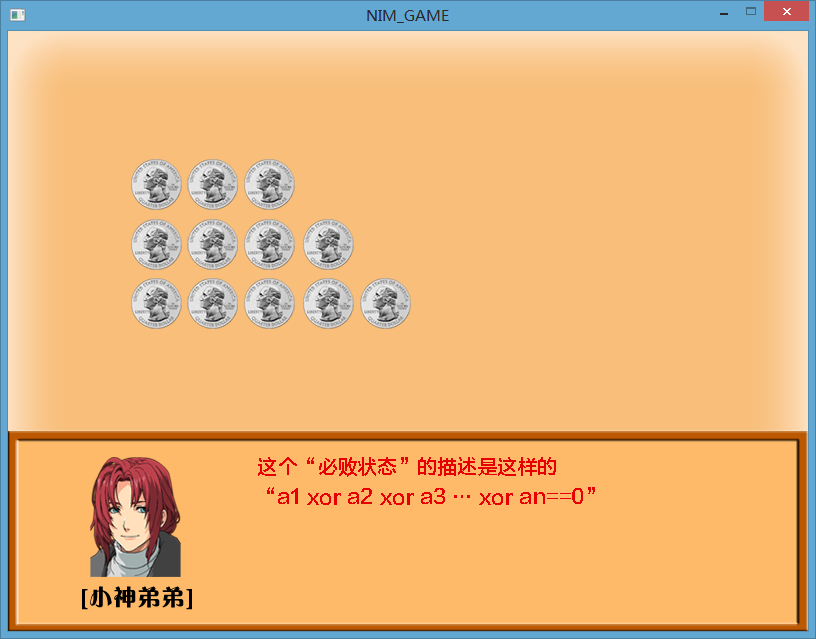 NIM_GAME
这个“必败状态”的描述是这样的
“a1 xor a2 xor a3 … xor an==0”
[小神弟弟]